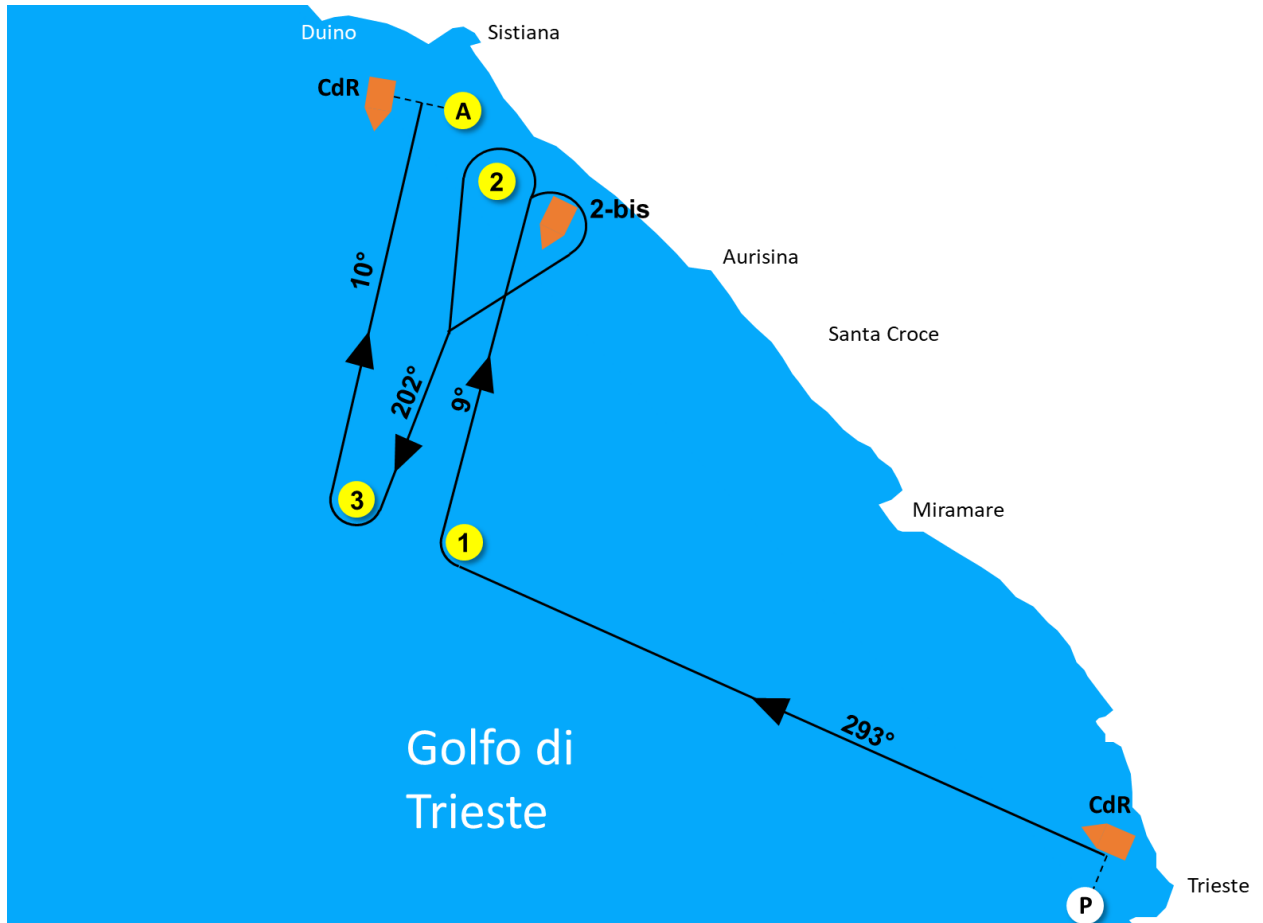 Duino
Sistiana
CdR
A
2
2-bis
Aurisina
10°
Santa Croce
202°
9°
3
Miramare
1
293°
Golfo di
Trieste
CdR
Trieste
P